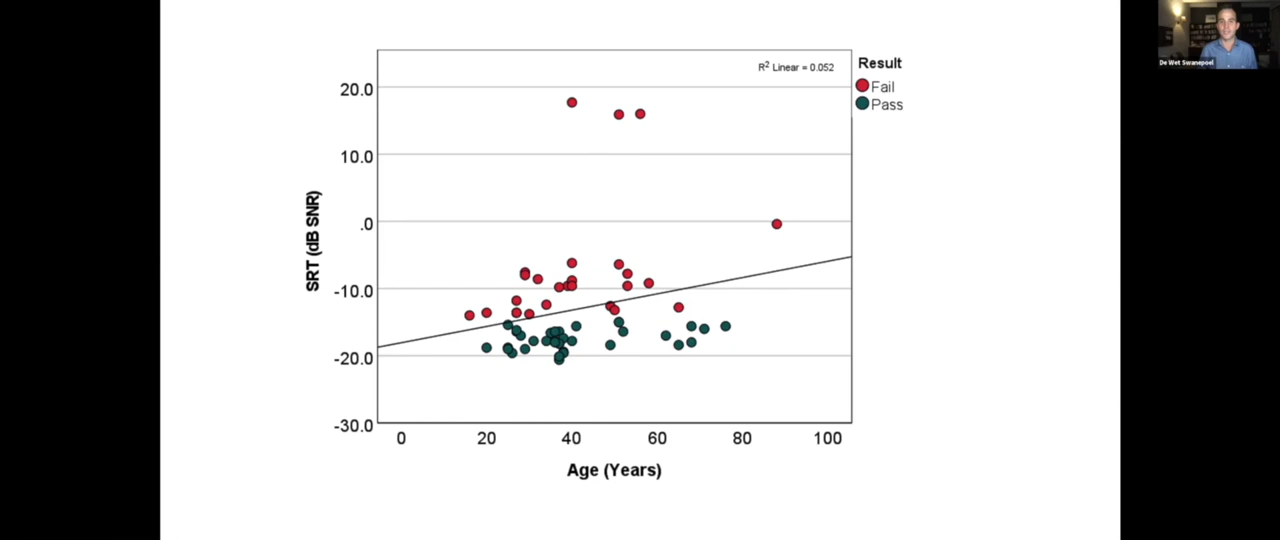 De Wet Swanepoel
R2 Linear = 0.052
Result
Fail
Pass
SRT (dB SNR)
20.0
10.0
.0
-10.0
-20.0
-30.0
0 20 40 60 80 100
Age (Years)